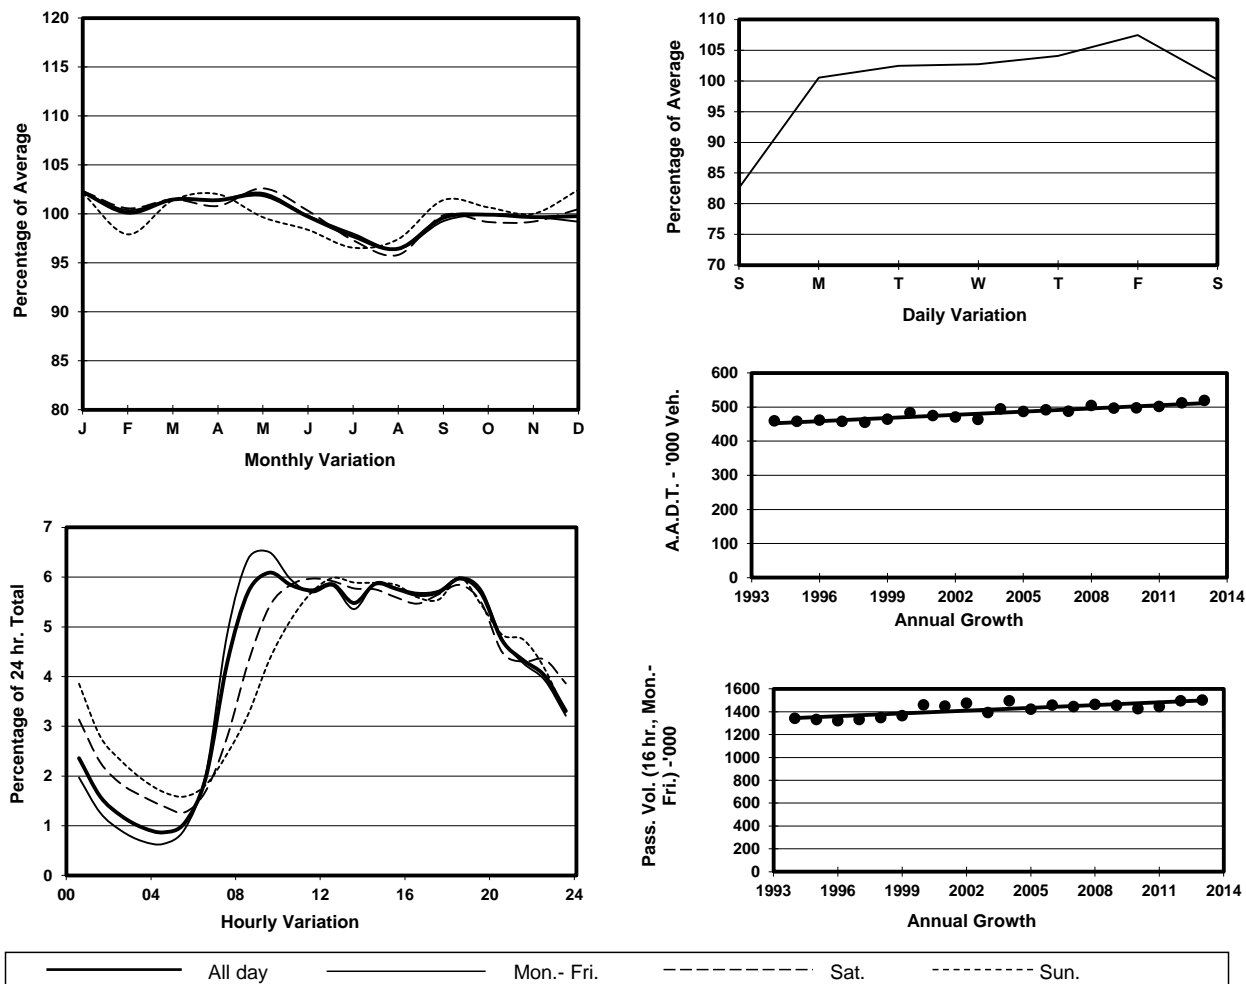 120
115
110
105
100
95
90
85
80
Percentage of Average
J F M A M J J A S O N D
Monthly Variation
110
105
100
95
90
85
80
75
70
Percentage of Average
S M T W T F S
Daily Variation
600
500
400
300
200
100
0
A.A.D.T. - '000 Veh.
1993 1996 1999 2002 2005 2008 2011 2014
Annual Growth
7
6
5
4
3
2
1
0
Percentage of 24 hr. Total
00 04 08 12 16 20 24
Hourly Variation
1600
1400
1200
1000
800
600
400
200
0
Pass. Vol. (16 hr., Mon.-
Fri.) -'000
1993 1996 1999 2002 2005 2008 2011 2014
Annual Growth
All day Mon.- Fri. Sat. Sun.